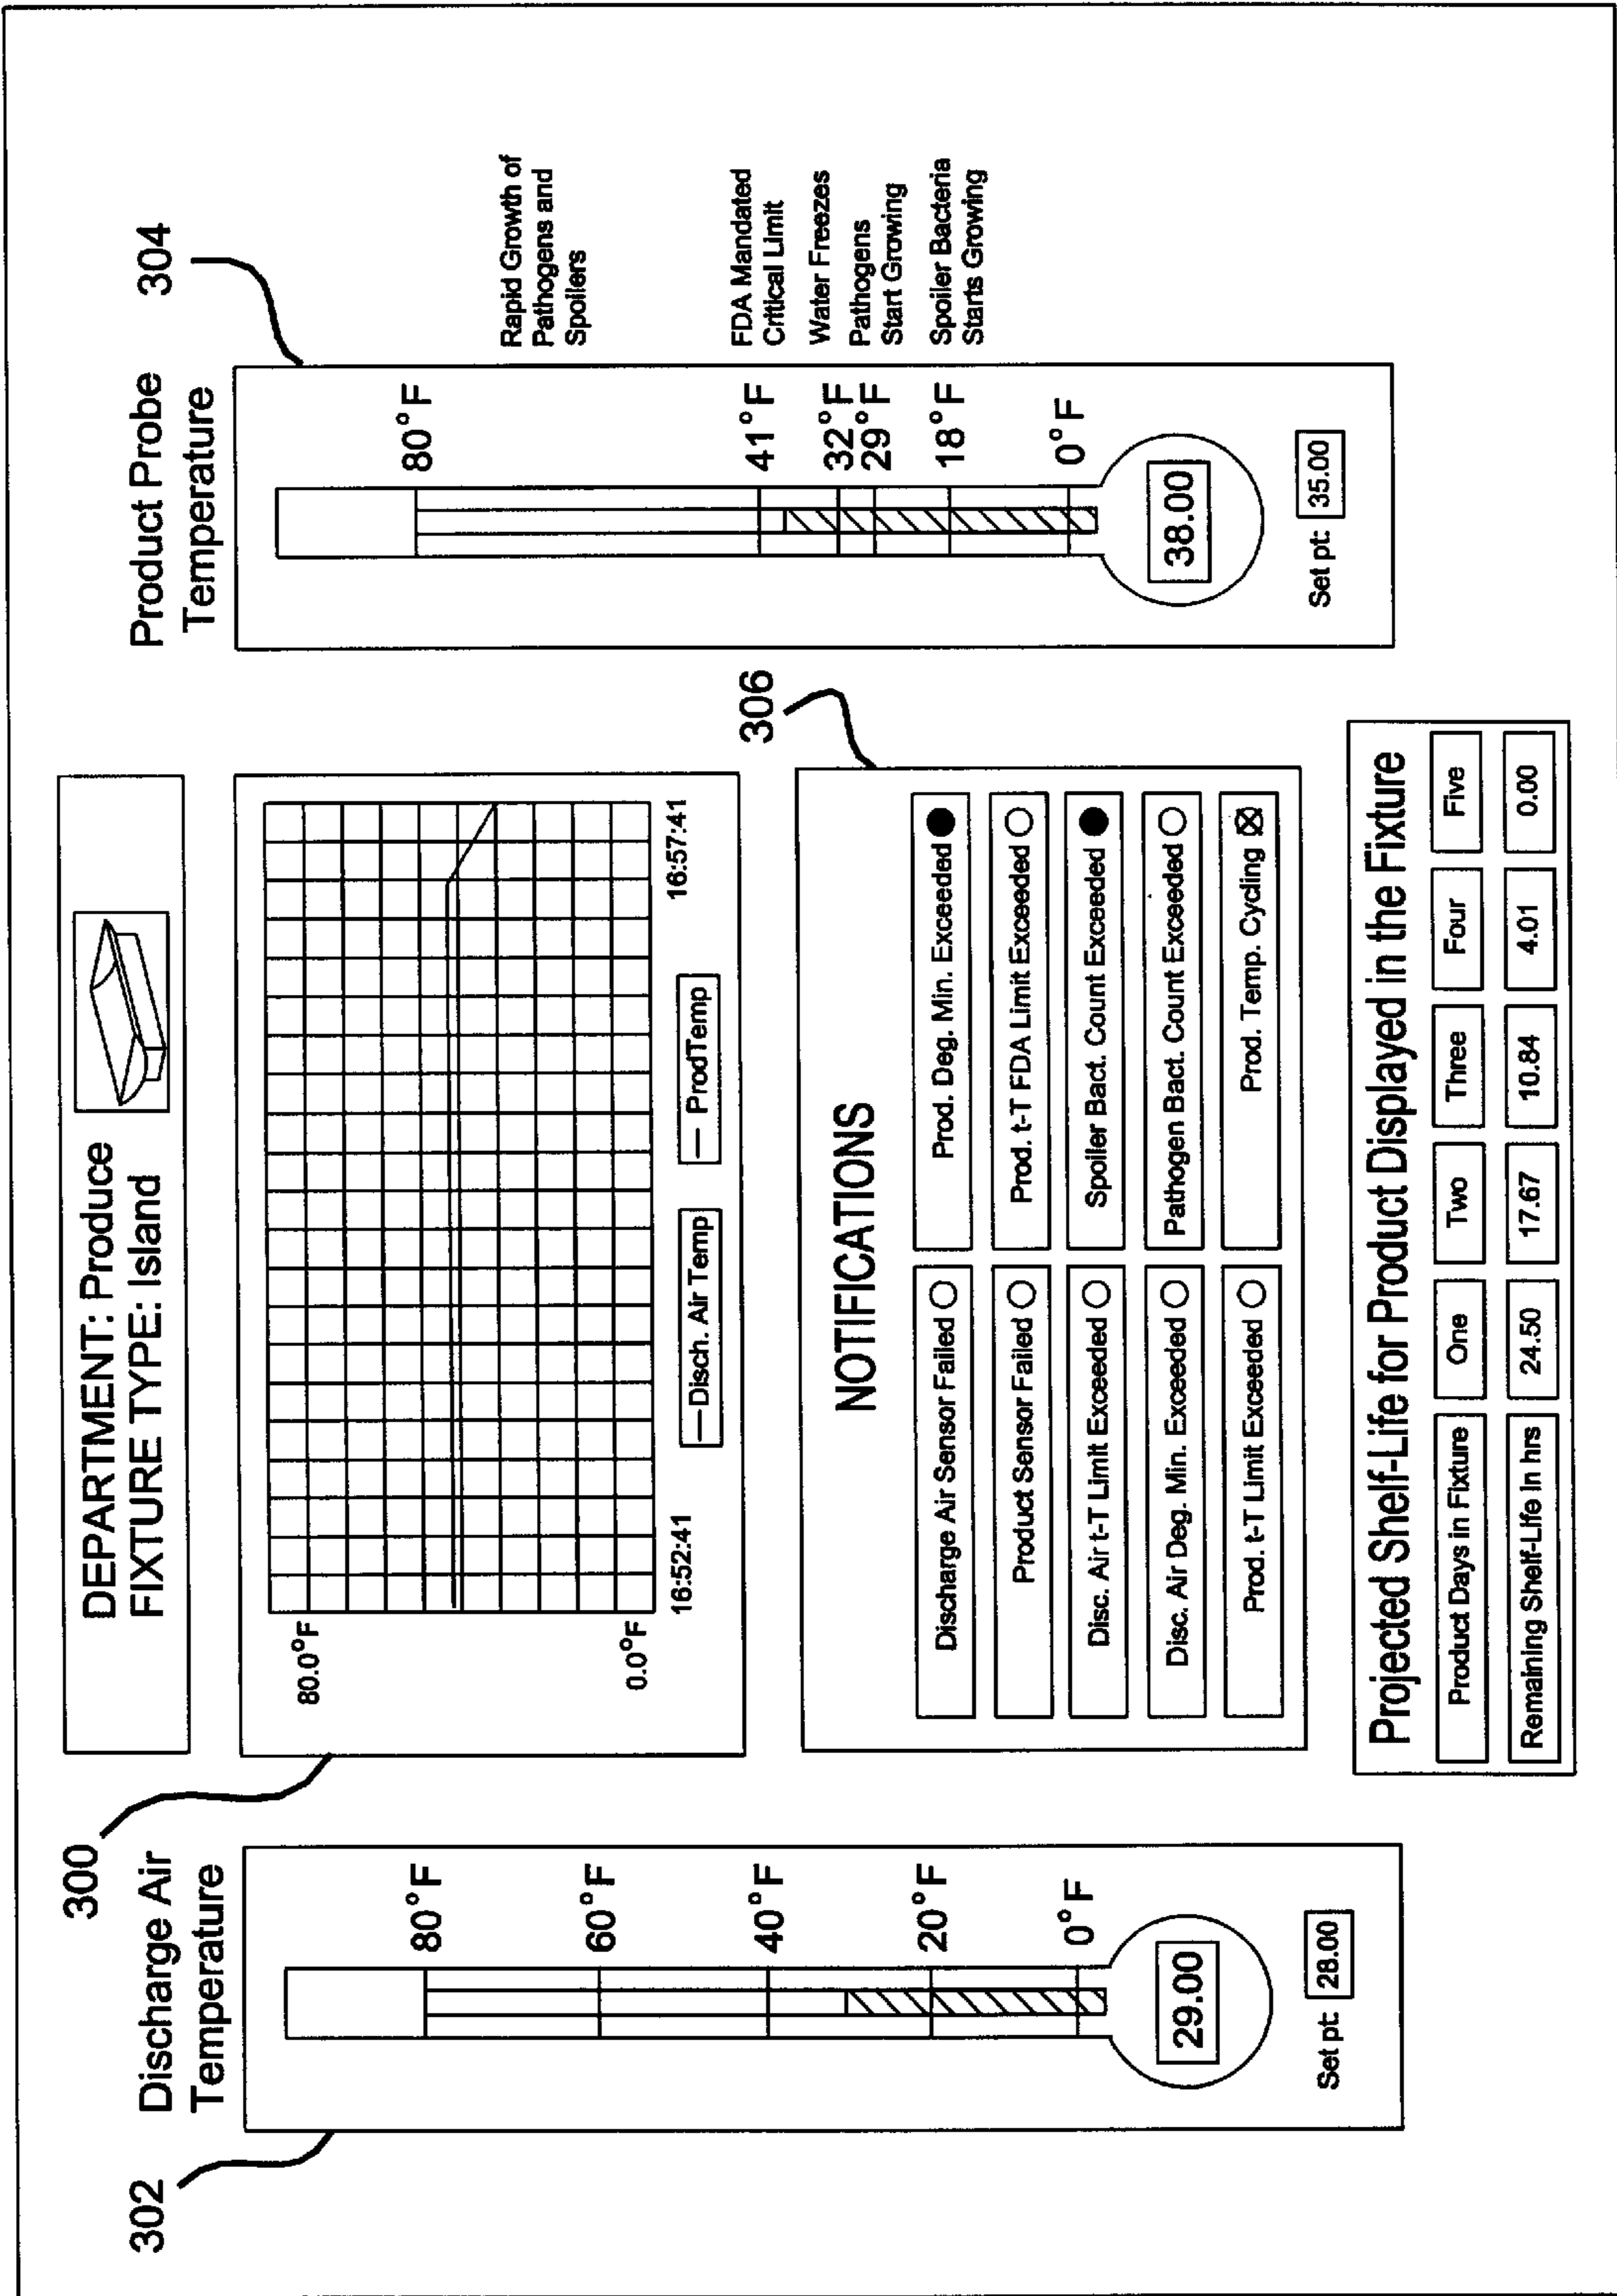 302
300
Discharge Air
Temperature
80°F
60°F
40°F
20°F
0°F
29.00
Set pt: 28.00
DEPARTMENT: Produce
FIXTURE TYPE: Island
80.0°F
0.0°F
16:52:41
16:57:41
Disch. Air Temp
ProdTemp
306
NOTIFICATIONS
Discharge Air Sensor Failed
Prod. Deg. Min. Exceeded
Product Sensor Failed
Prod. t-T FDA Limit Exceeded
Disc. Air t-T Limit Exceeded
Spoiler Bact. Count Exceeded
Disc. Air Deg. Min. Exceeded
Pathogen Bact. Count Exceeded
Prod. t-T Limit Exceeded
Prod. Temp. Cycling
Projected Shelf-Life for Product Displayed in the Fixture
Product Days in Fixture One Two Three Four Five
Remaining Shelf-Life in hrs 24.50 17.67 10.84 4.01 0.00
Product Probe
Temperature
304
80°F
41°F
32°F
29°F
18°F
0°F
38.00
Set pt: 35.00
Rapid Growth of
Pathogens and
Spoilers
FDA Mandated
Critical Limit
Water Freezes
Pathogens
Start Growing
Spoiler Bacteria
Starts Growing